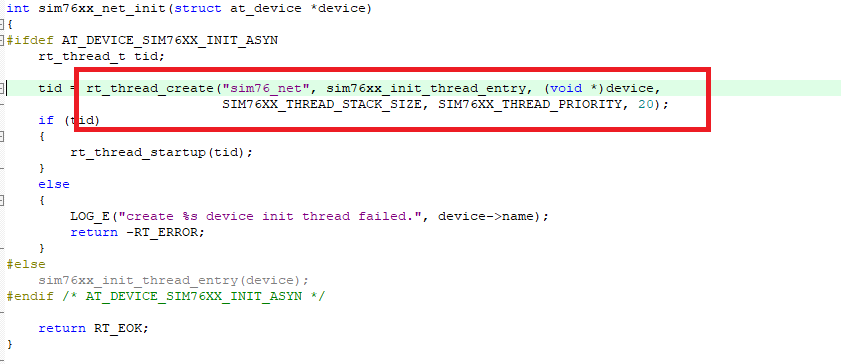 int sim76xx_net_init(struct at_device *device)
{
#ifdef AT_DEVICE_SIM76XX_INIT_ASYN
    rt_thread_t tid;

    tid = rt_thread_create("sim76_net", sim76xx_init_thread_entry, (void *)device,
                           SIM76XX_THREAD_STACK_SIZE, SIM76XX_THREAD_PRIORITY, 20);
    if (tid)
    {
        rt_thread_startup(tid);
    }
    else
    {
        LOG_E("create %s device init thread failed.", device->name);
        return -RT_ERROR;
    }
#else
    sim76xx_init_thread_entry(device);
#endif /* AT_DEVICE_SIM76XX_INIT_ASYN */

    return RT_EOK;
}